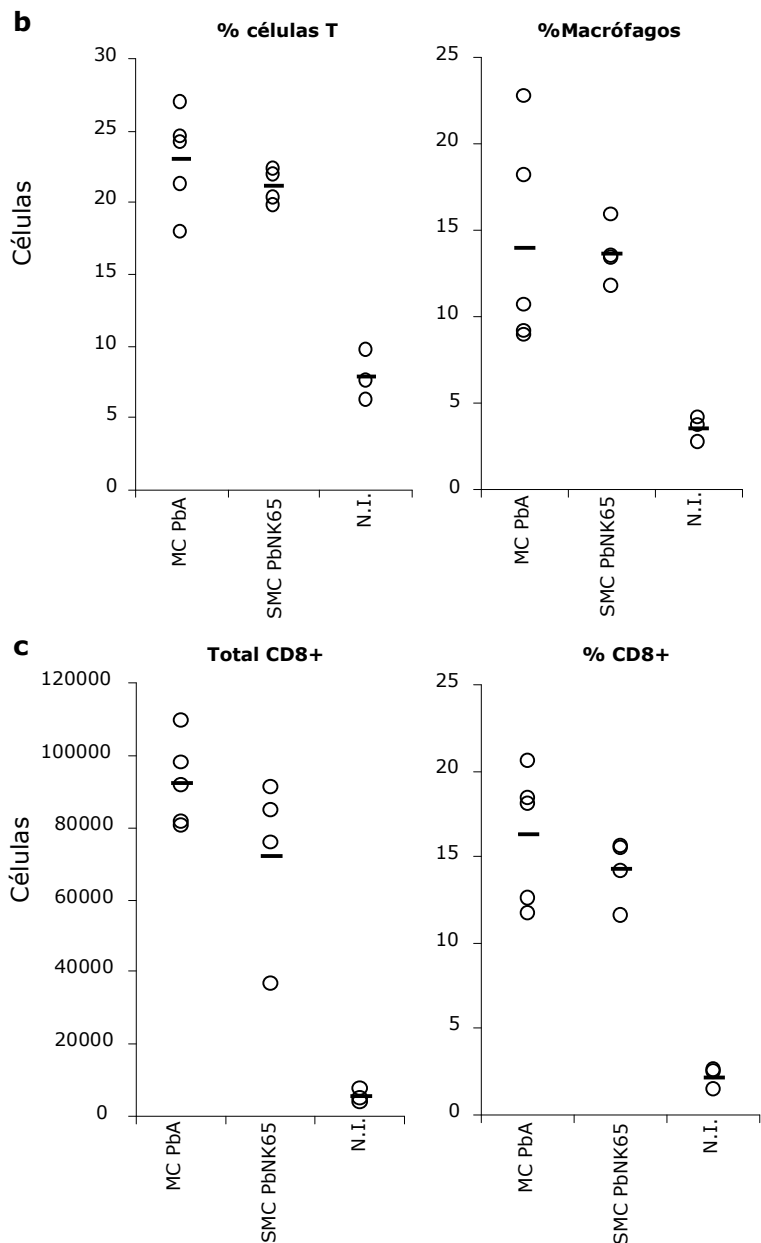 b
% células T
%Macrófagos
Células
30
25
20
15
10
5
0
MC PbA
SMC PbNK65
N.I.
25
20
15
10
5
0
MC PbA
SMC PbNK65
N.I.
c
Total CD8+
% CD8+
Células
120000
100000
80000
60000
40000
20000
0
MC PbA
SMC PbNK65
N.I.
25
20
15
10
5
0
MC PbA
SMC PbNK65
N.I.